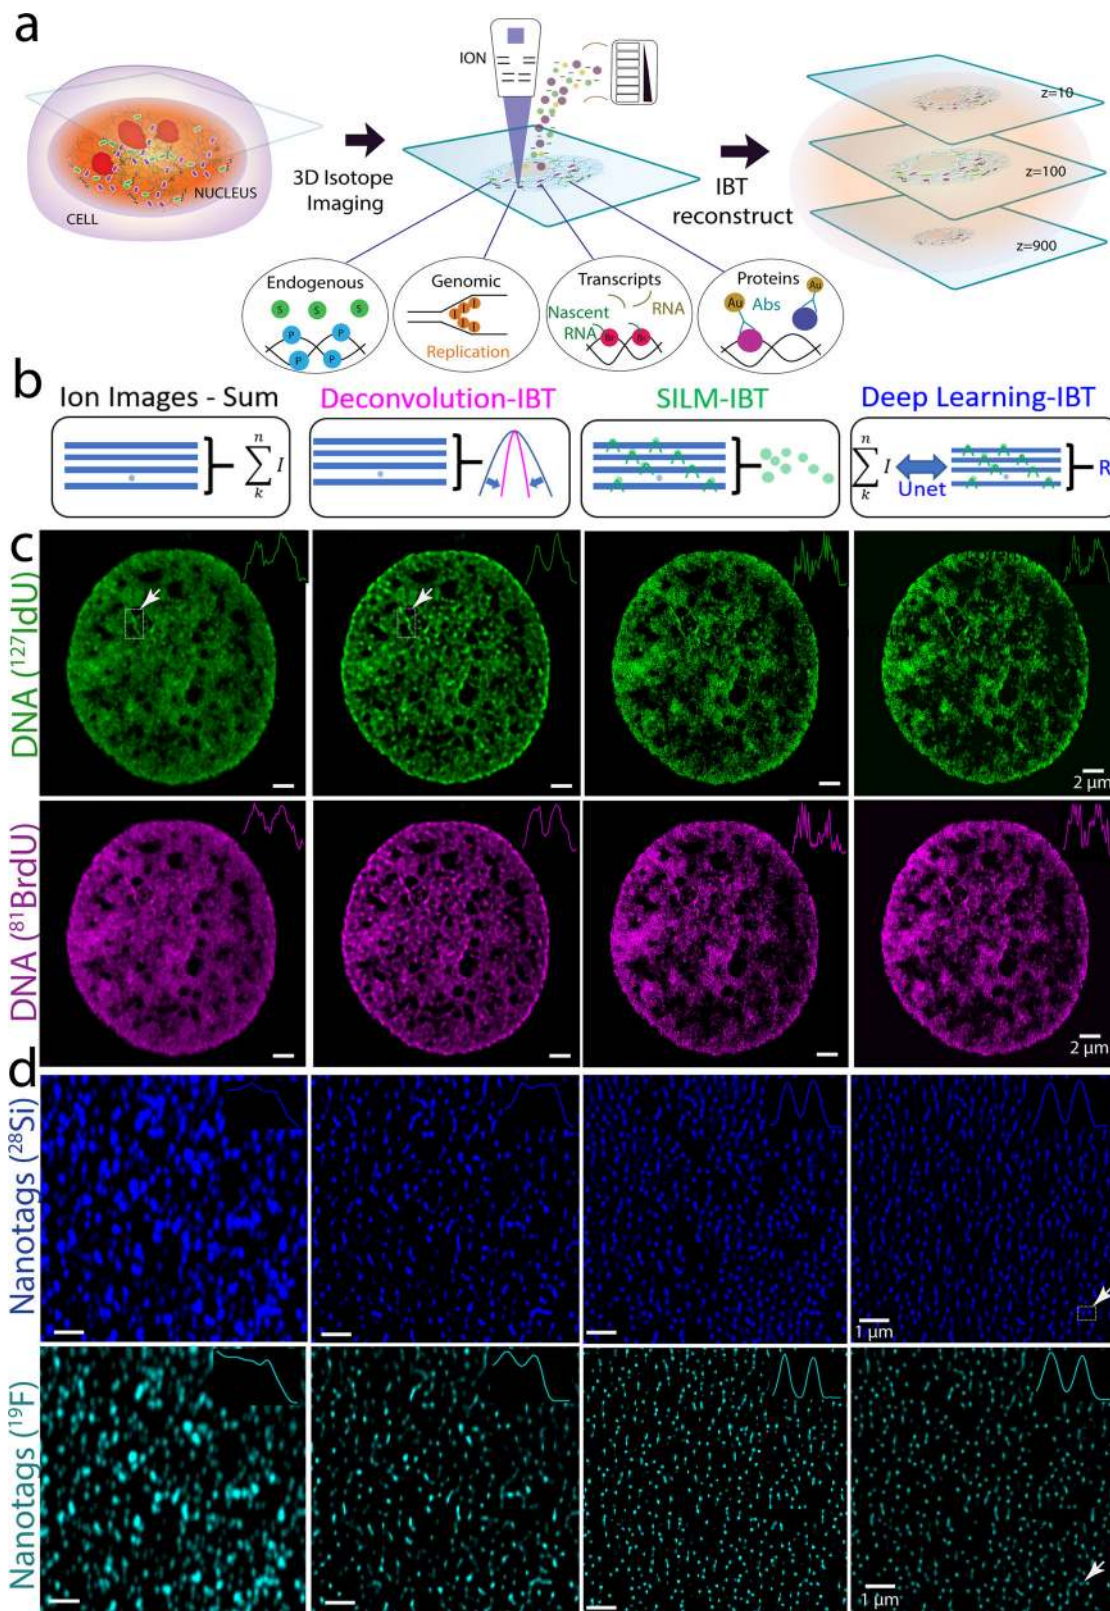 a
ION
z=10
NUCLEUS
CELL
3D Isotope
Imaging
IBT
reconstruct
z=100
z=900
Endogenous
S S S
P P P P
Genomic
I I I I I I
Replication
Transcripts
RNA
Nascent
RNA
Br Br
Proteins
Au
Au
Abs
b
Ion Images - Sum
Deconvolution-IBT
SILM-IBT
Deep Learning-IBT
n
∑ I
k
n
∑ I
k
Unet
R
c
DNA (¹²⁷IdU)
2 µm
DNA (⁸¹BrdU)
2 µm
d
Nanotags (²⁸Si)
1 µm
Nanotags (¹⁹F)
1 µm